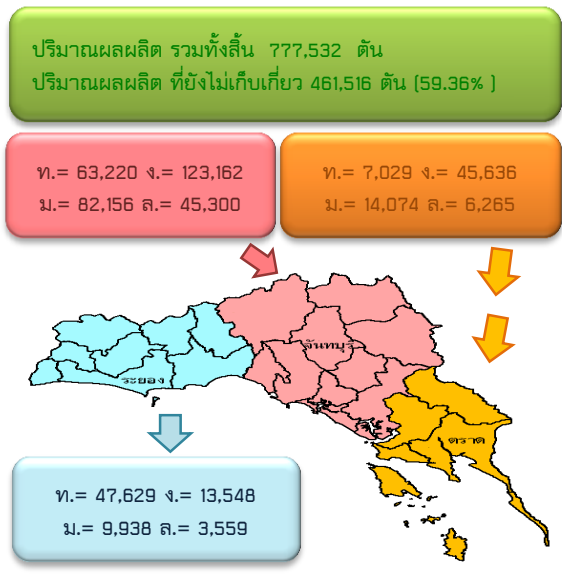 ปริมาณผลผลิต รวมทั้งสิ้น 777,532 ตัน
ปริมาณผลผลิต ที่ยังไม่เก็บเกี่ยว 461,516 ตัน (59.36% )
ท.= 63,220 ง.= 123,162
ม.= 82,156 ล.= 45,300
ท.= 7,029 ง.= 45,636
ม.= 14,074 ล.= 6,265
จันทบุรี
ระยอง
ตราด
ท.= 47,629 ง.= 13,548
ม.= 9,938 ล.= 3,559